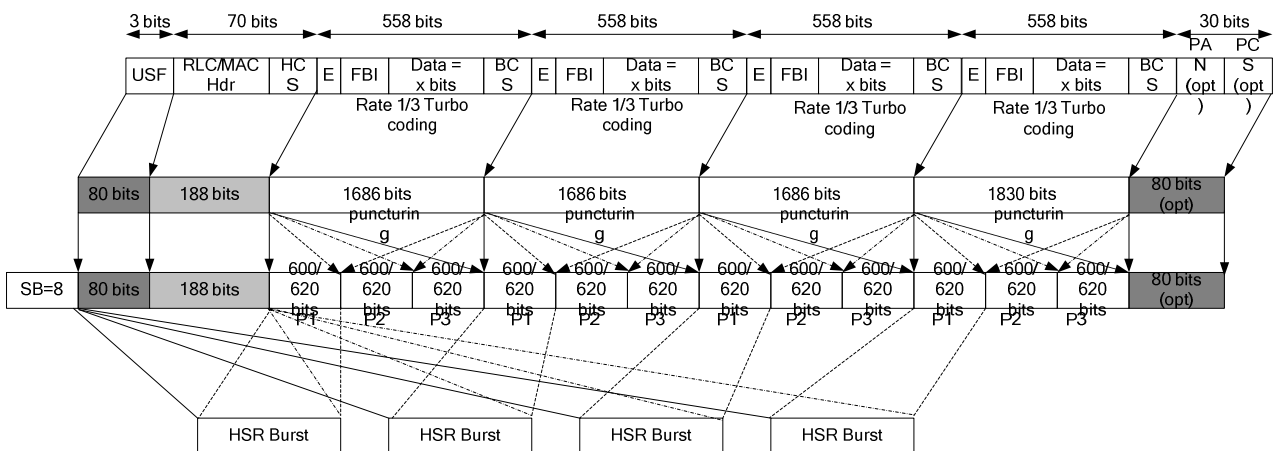 3 bits 70 bits 558 bits 558 bits 558 bits 558 bits 30 bits
USF RLC/MAC Hdr HC S E FBI Data = x bits BC S E FBI Data = x bits BC S E FBI Data = x bits BC S E FBI Data = x bits BC S PA N (opt ) PC S (opt )
Rate 1/3 Turbo coding Rate 1/3 Turbo coding Rate 1/3 Turbo coding Rate 1/3 Turbo coding
80 bits 188 bits 1686 bits puncturin g 1686 bits puncturin g 1686 bits puncturin g 1830 bits puncturin g 80 bits (opt)
SB=8 80 bits 188 bits 600/ 620 bits P1 600/ 620 bits P2 600/ 620 bits P3 600/ 620 bits P1 600/ 620 bits P2 600/ 620 bits P3 600/ 620 bits P1 600/ 620 bits P2 600/ 620 bits P3 600/ 620 bits P1 600/ 620 bits P2 600/ 620 bits P3 80 bits (opt)
HSR Burst HSR Burst HSR Burst HSR Burst